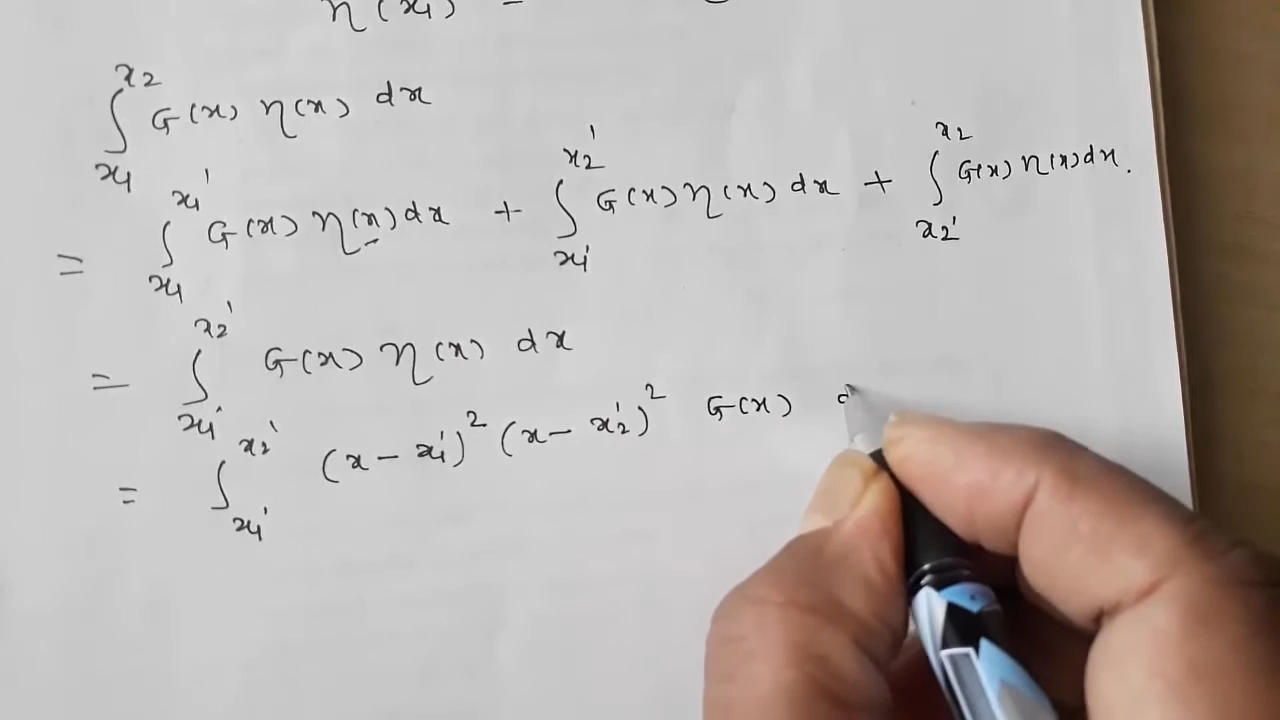 η(x₁) =
∫_{x₁}^{x₂} G(x) η(x) dx
= ∫_{x₁}^{x₁'} G(x) η(x) dx + ∫_{x₁'}^{x₂'} G(x) η(x) dx + ∫_{x₂'}^{x₂} G(x) η(x) dx.
= ∫_{x₁'}^{x₂'} G(x) η(x) dx
= ∫_{x₁'}^{x₂'} (x - x₁')² (x - x₂')² G(x) d